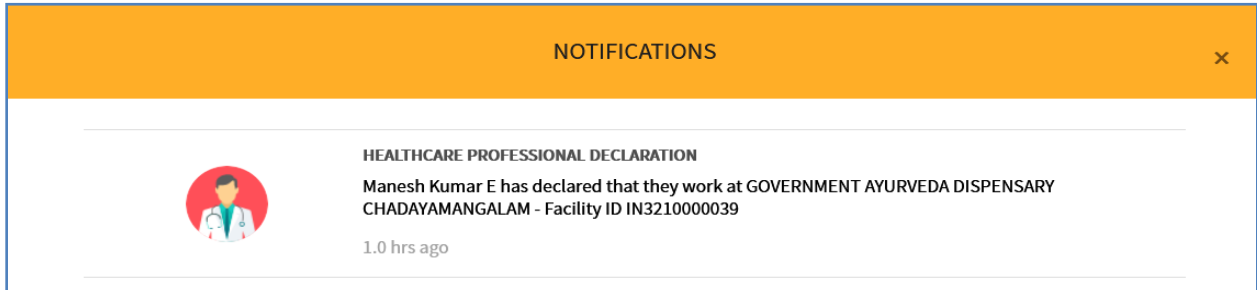 NOTIFICATIONS
×
HEALTHCARE PROFESSIONAL DECLARATION
Manesh Kumar E has declared that they work at GOVERNMENT AYURVEDA DISPENSARY
CHADAYAMANGALAM - Facility ID IN3210000039
1.0 hrs ago